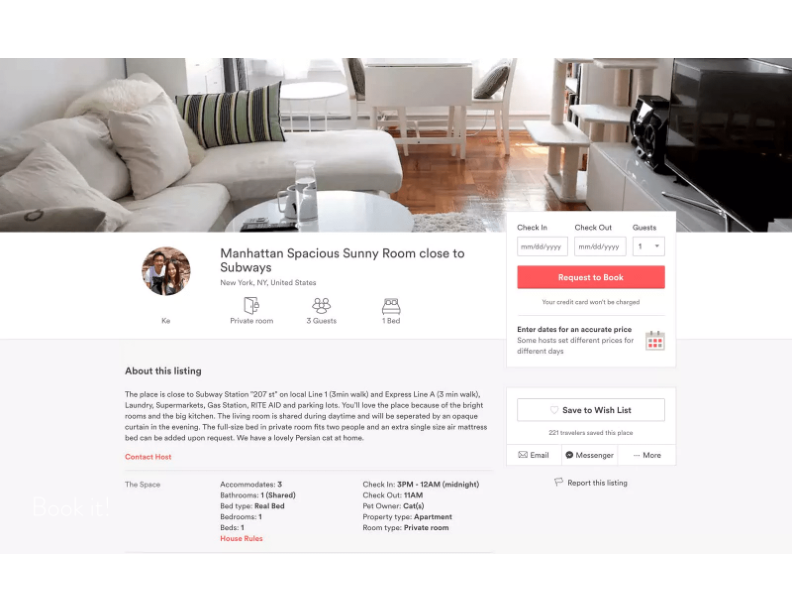 Check In
Check Out
Guests
mm/dd/yyyy
mm/dd/yyyy
1
Request to Book
Your credit card won't be charged
Enter dates for an accurate price
Some hosts set different prices for
different days
Manhattan Spacious Sunny Room close to
Subways
New York, NY, United States
Ke
Private room
3 Guests
1 Bed
About this listing
The place is close to Subway Station "207 st" on local Line 1 (3min walk) and Express Line A (3 min walk),
Laundry, Supermarkets, Gas Station, RITE AID and parking lots. You'll love the place because of the bright
rooms and the big kitchen. The living room is shared during daytime and will be seperated by an opaque
curtain in the evening. The full-size bed in private room fits two people and an extra single size air mattress
bed can be added upon request. We have a lovely Persian cat at home.
Contact Host
The Space
Accommodates: 3
Bathrooms: 1 (Shared)
Bed type: Real Bed
Bedrooms: 1
Beds: 1
House Rules
Check In: 3PM - 12AM (midnight)
Check Out: 11AM
Pet Owner: Cat(s)
Property type: Apartment
Room type: Private room
Save to Wish List
221 travelers saved this place
Email
Messenger
More
Report this listing
Book it!